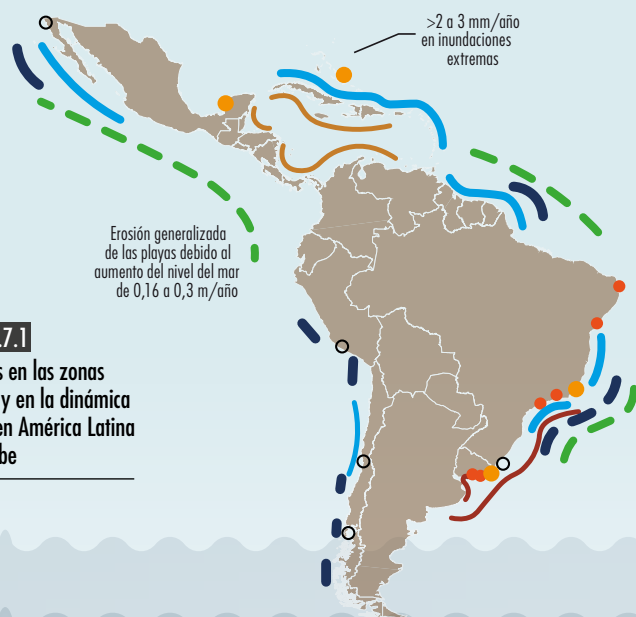 >2 a 3 mm/año
en inundaciones
extremas
Erosión generalizada
de las playas debido al
aumento del nivel del mar
de 0,16 a 0,3 m/año
.7.1
s en las zonas
y en la dinámica
en América Latina
be